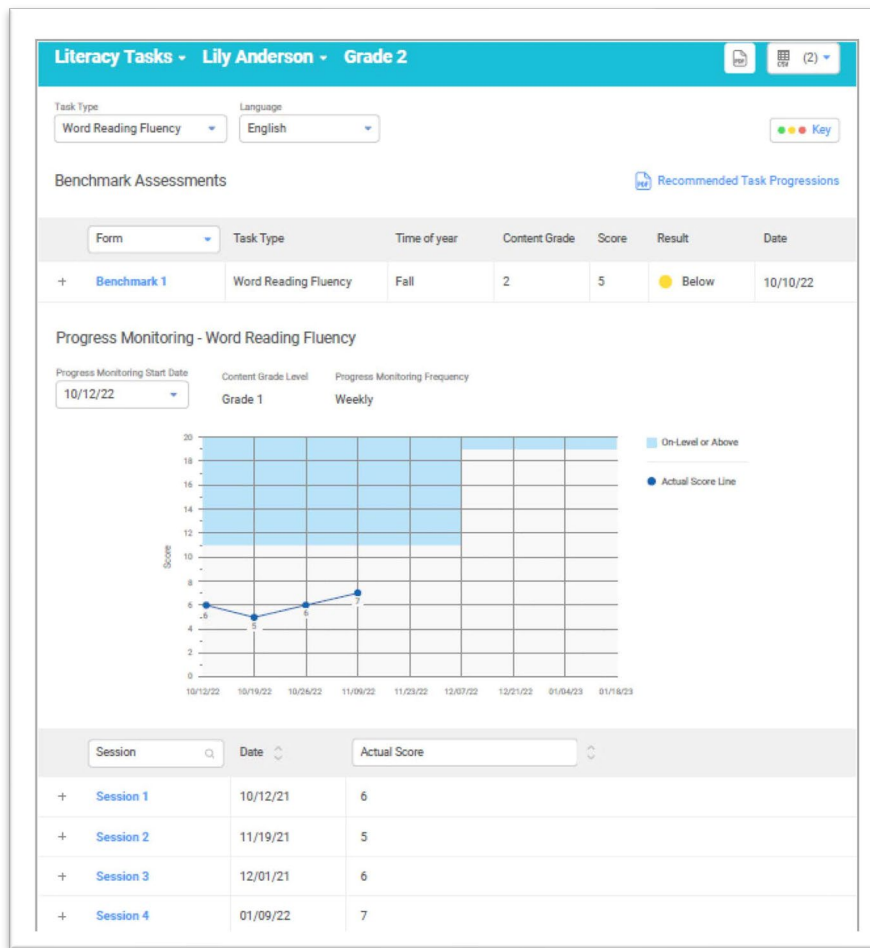 Literacy Tasks Lily Anderson Grade 2
PDF
CSV (2)
Task Type Language
Word Reading Fluency English
Key
Benchmark Assessments
PDF Recommended Task Progressions
Form Task Type Time of year Content Grade Score Result Date
+ Benchmark 1 Word Reading Fluency Fall 2 5 Below 10/10/22
Progress Monitoring - Word Reading Fluency
Progress Monitoring Start Date Content Grade Level Progress Monitoring Frequency
10/12/22 Grade 1 Weekly
20
18
16
14
12
10
8
6
4
2
0
Score
6 5 6 7
10/12/22 10/19/22 10/26/22 11/09/22 11/23/22 12/07/22 12/21/22 01/04/23 01/18/23
On-Level or Above
Actual Score Line
Session Date Actual Score
+ Session 1 10/12/21 6
+ Session 2 11/19/21 5
+ Session 3 12/01/21 6
+ Session 4 01/09/22 7